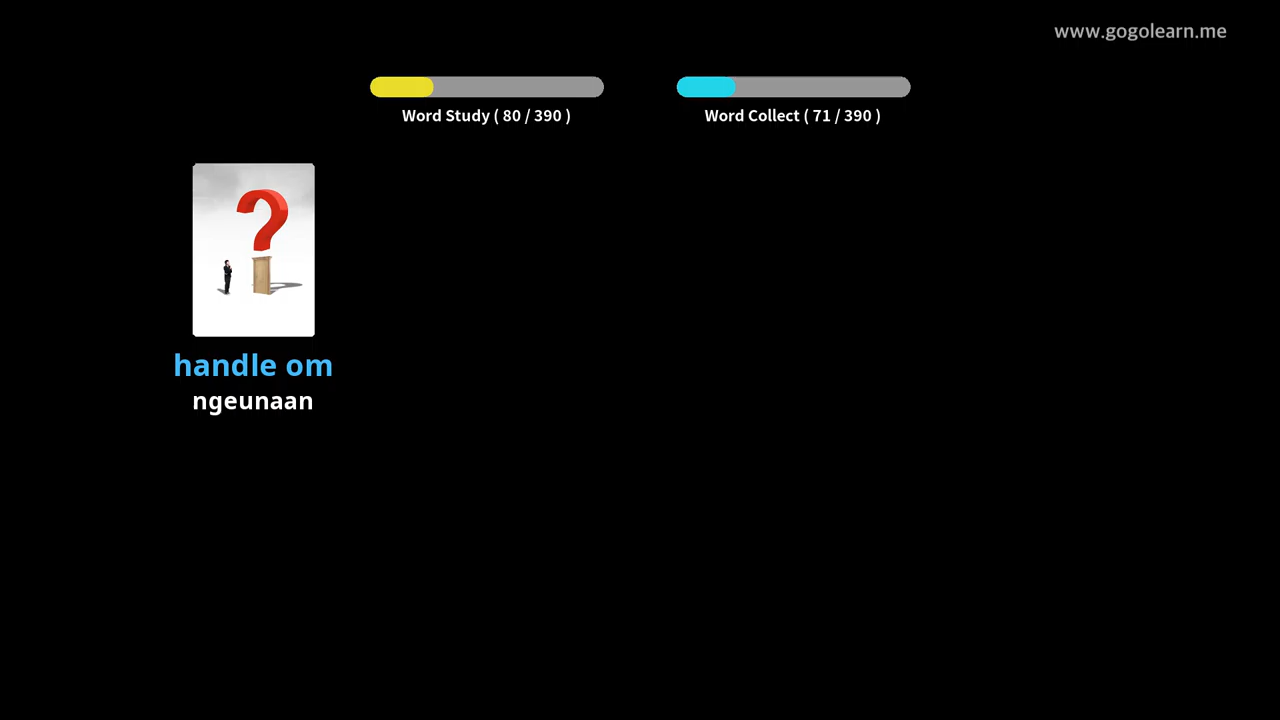 www.gogolearn.me
Word Study ( 80 / 390 )
Word Collect ( 71 / 390 )
?
handle om
ngeunaan